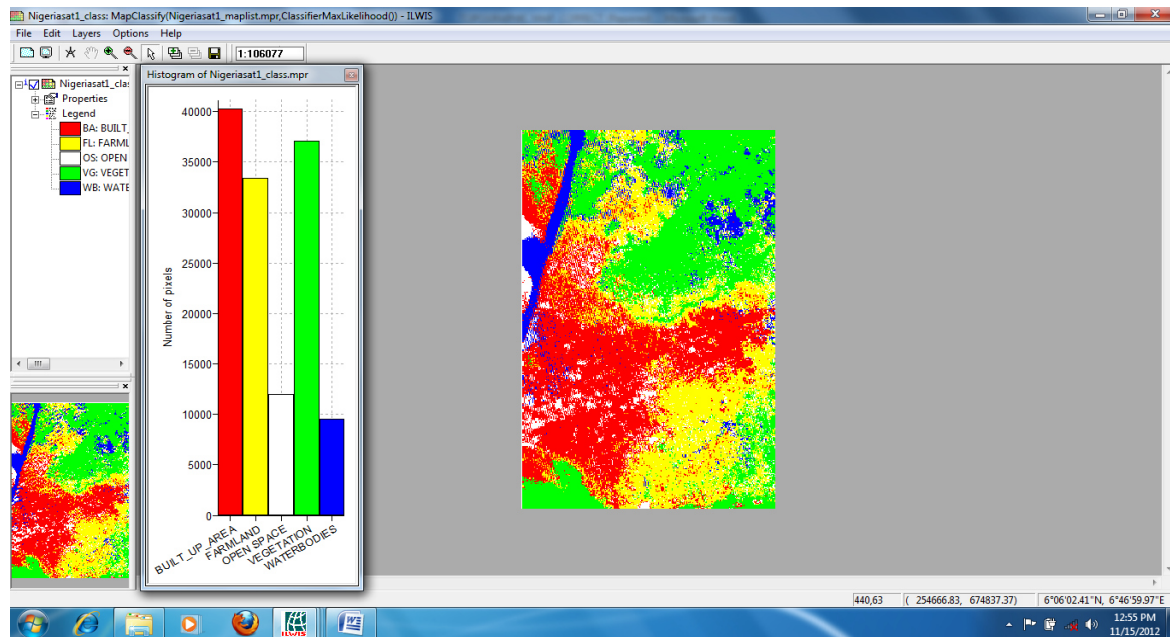 Nigeriasat1_class: MapClassify(Nigeriasat1_maplist.mpr,ClassifierMaxLikelihood()) - ILWIS
File Edit Layers Options Help
1:106077
Nigeriasat1_cla
Properties
Legend
BA: BUILT_
FL: FARML
OS: OPEN
VG: VEGET
WB: WATE
Histogram of Nigeriasat1_class.mpr
40000
35000
30000
25000
20000
15000
10000
5000
0
Number of pixels
BUILT_UP_AREA
FARMLAND
OPEN SPACE
VEGETATION
WATERBODIES
440,63 ( 254666.83, 674837.37) 6°06'02.41"N, 6°46'59.97"E
ILWIS
12:55 PM
11/15/2012